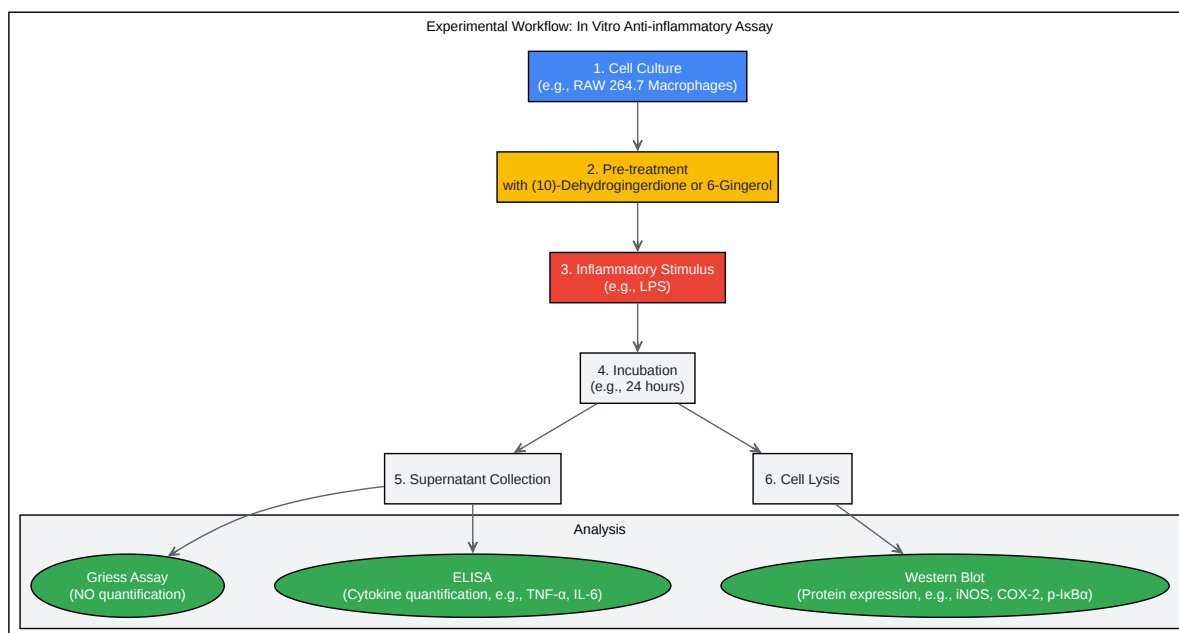 Experimental Workflow: In Vitro Anti-inflammatory Assay
1. Cell Culture
(e.g., RAW 264.7 Macrophages)
2. Pre-treatment
with (10)-Dehydrogingerdione or 6-Gingerol
3. Inflammatory Stimulus
(e.g., LPS)
4. Incubation
(e.g., 24 hours)
5. Supernatant Collection
6. Cell Lysis
Analysis
Griess Assay
(NO quantification)
ELISA
(Cytokine quantification, e.g., TNF-α, IL-6)
Western Blot
(Protein expression, e.g., iNOS, COX-2, p-IκBα)